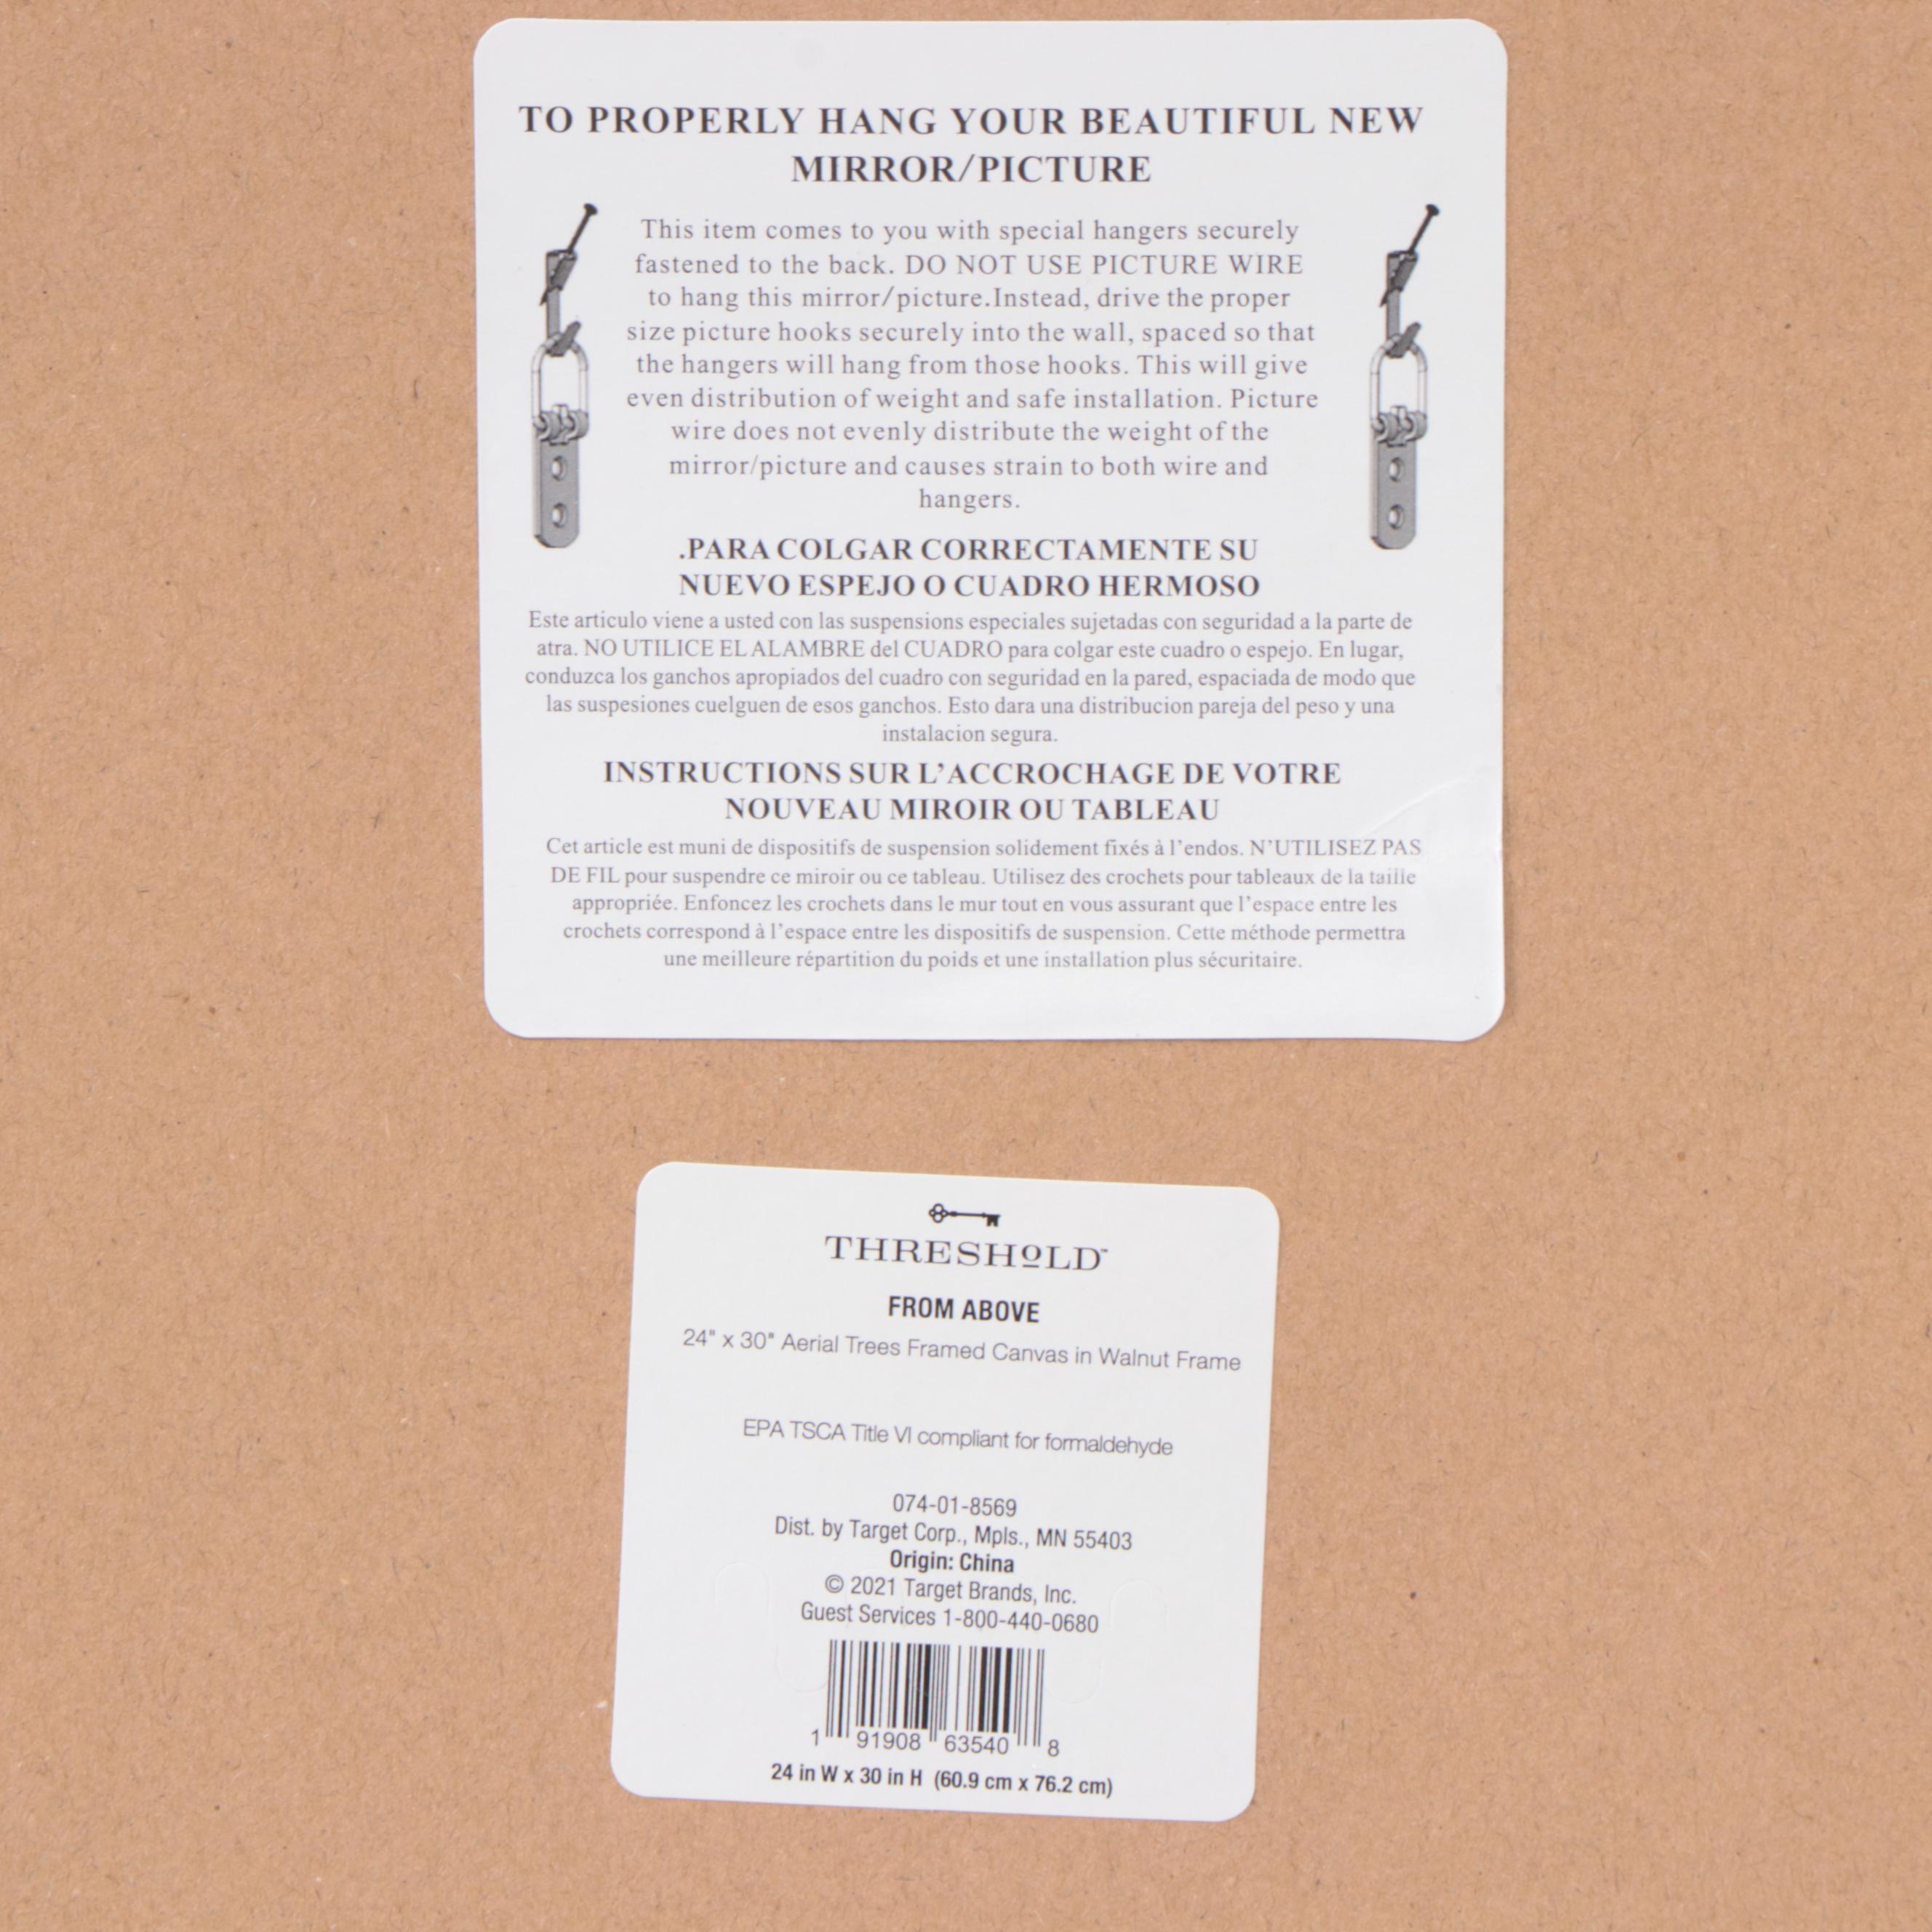 TO PROPERLY HANG YOUR BEAUTIFUL NEW
MIRROR/PICTURE
This item comes to you with special hangers securely
fastened to the back. DO NOT USE PICTURE WIRE
to hang this mirror/picture.Instead, drive the proper
size picture hooks securely into the wall, spaced so that
the hangers will hang from those hooks. This will give
even distribution of weight and safe installation. Picture
wire does not evenly distribute the weight of the
mirror/picture and causes strain to both wire and
hangers.
.PARA COLGAR CORRECTAMENTE SU
NUEVO ESPEJO O CUADRO HERMOSO
Este articulo viene a usted con las suspensions especiales sujetadas con seguridad a la parte de
atra. NO UTILICE EL ALAMBRE del CUADRO para colgar este cuadro o espejo. En lugar,
conduzca los ganchos apropiados del cuadro con seguridad en la pared, espaciada de modo que
las suspesiones cuelguen de esos ganchos. Esto dara una distribucion pareja del peso y una
instalacion segura.
INSTRUCTIONS SUR L'ACCROCHAGE DE VOTRE
NOUVEAU MIROIR OU TABLEAU
Cet article est muni de dispositifs de suspension solidement fixés à l'endos. N'UTILISEZ PAS
DE FIL pour suspendre ce miroir ou ce tableau. Utilisez des crochets pour tableaux de la taille
appropriée. Enfoncez les crochets dans le mur tout en vous assurant que l'espace entre les
crochets correspond à l'espace entre les dispositifs de suspension. Cette méthode permettra
une meilleure répartition du poids et une installation plus sécuritaire.
THRESHOLD™
FROM ABOVE
24" x 30" Aerial Trees Framed Canvas in Walnut Frame
EPA TSCA Title VI compliant for formaldehyde
074-01-8569
Dist. by Target Corp., Mpls., MN 55403
Origin: China
© 2021 Target Brands, Inc.
Guest Services 1-800-440-0680
1 91908 63540 8
24 in W x 30 in H (60.9 cm x 76.2 cm)